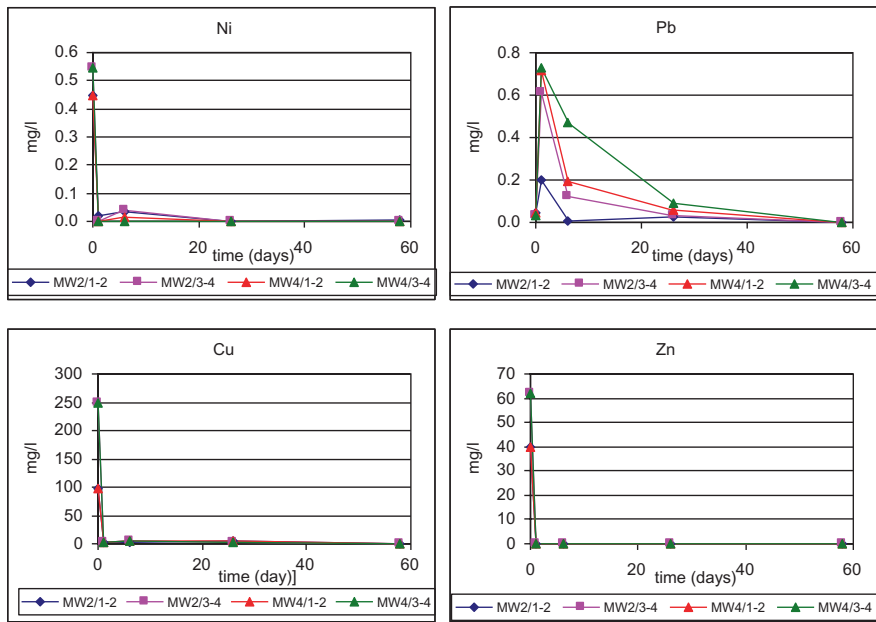 Ni
0.6
0.5
0.4
0.3
0.2
0.1
0.0
mg/l
0 20 40 60
time (days)
MW2/1-2 MW2/3-4 MW4/1-2 MW4/3-4
Pb
0.8
0.6
0.4
0.2
0.0
mg/l
0 20 40 60
time (days)
MW2/1-2 MW2/3-4 MW4/1-2 MW4/3-4
Cu
300
250
200
150
100
50
0
mg/l
0 20 40 60
time (day)]
MW2/1-2 MW2/3-4 MW4/1-2 MW4/3-4
Zn
70
60
50
40
30
20
10
0
mg/l
0 20 40 60
time (days)
MW2/1-2 MW2/3-4 MW4/1-2 MW4/3-4